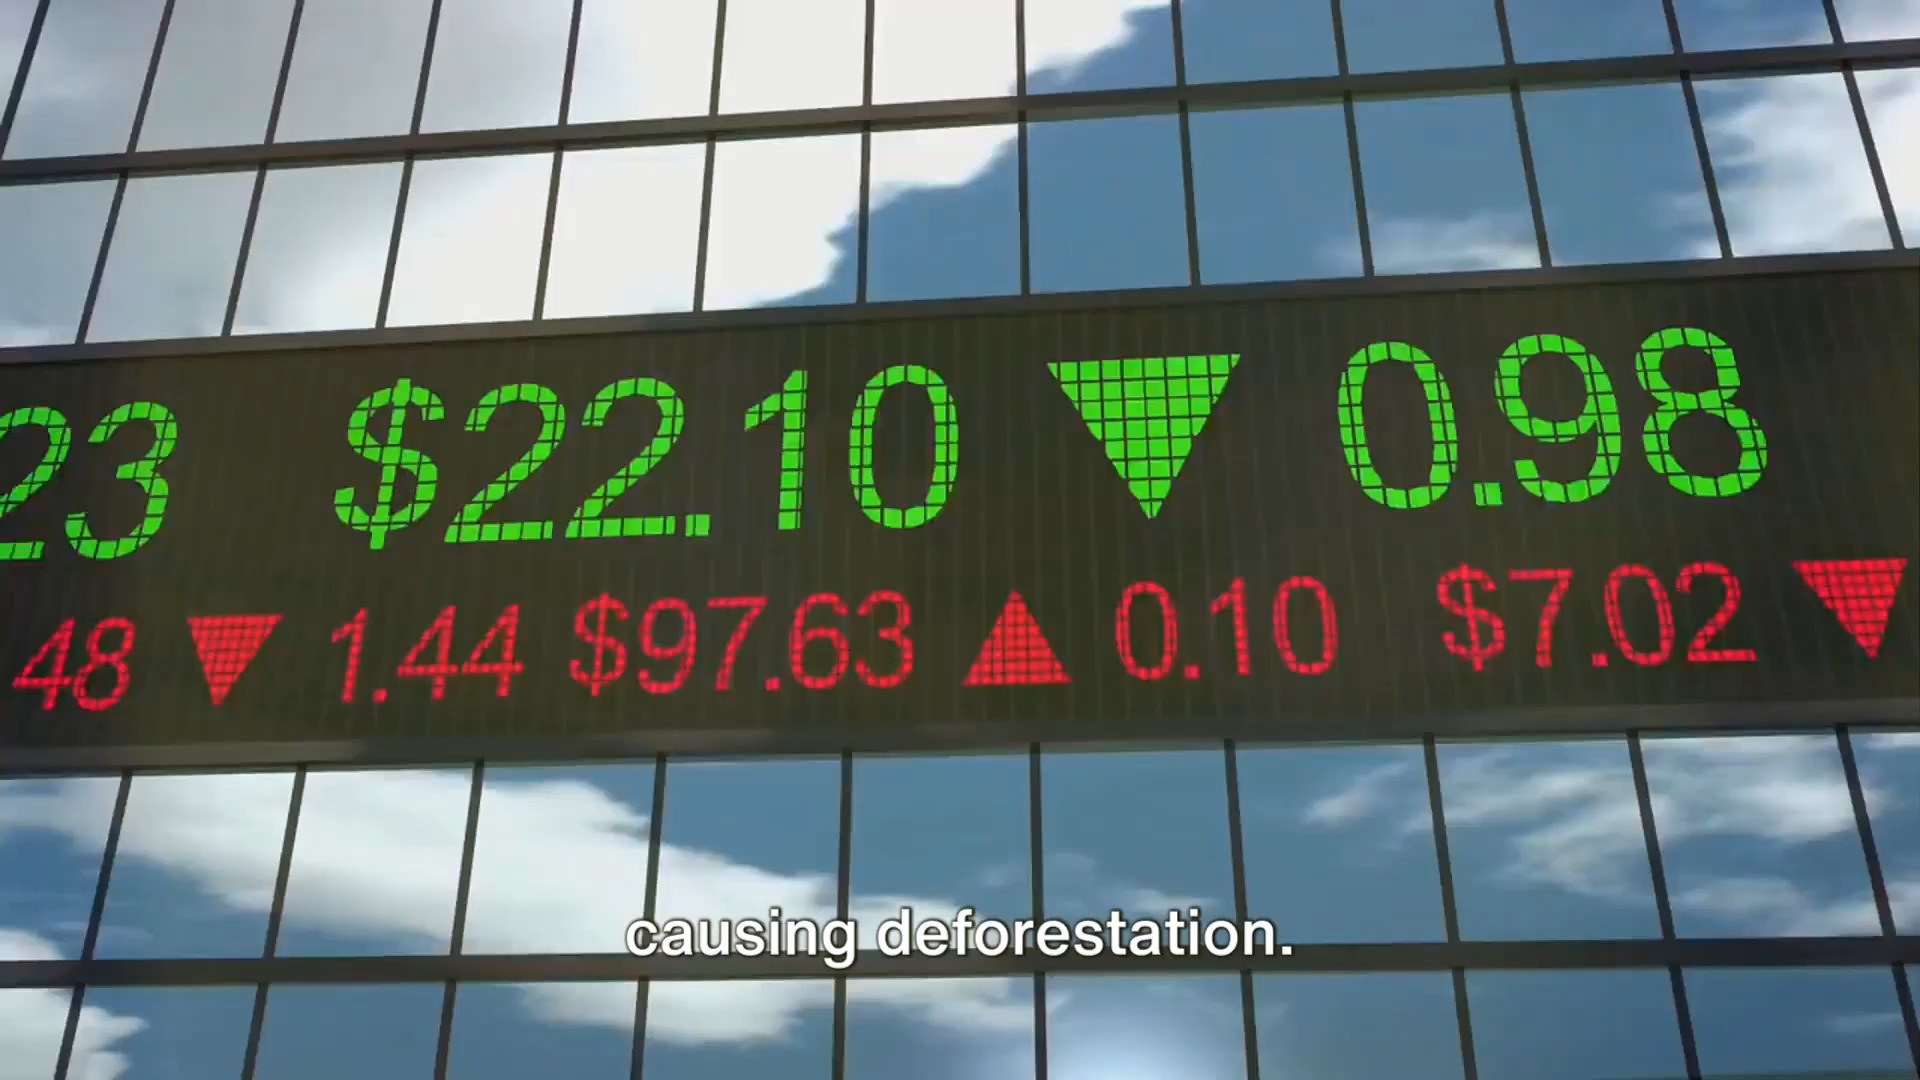 23 $22.10 ▼ 0.98
48 ▼ 1.44 $97.63 ▲ 0.10 $7.02 ▼
causing deforestation.